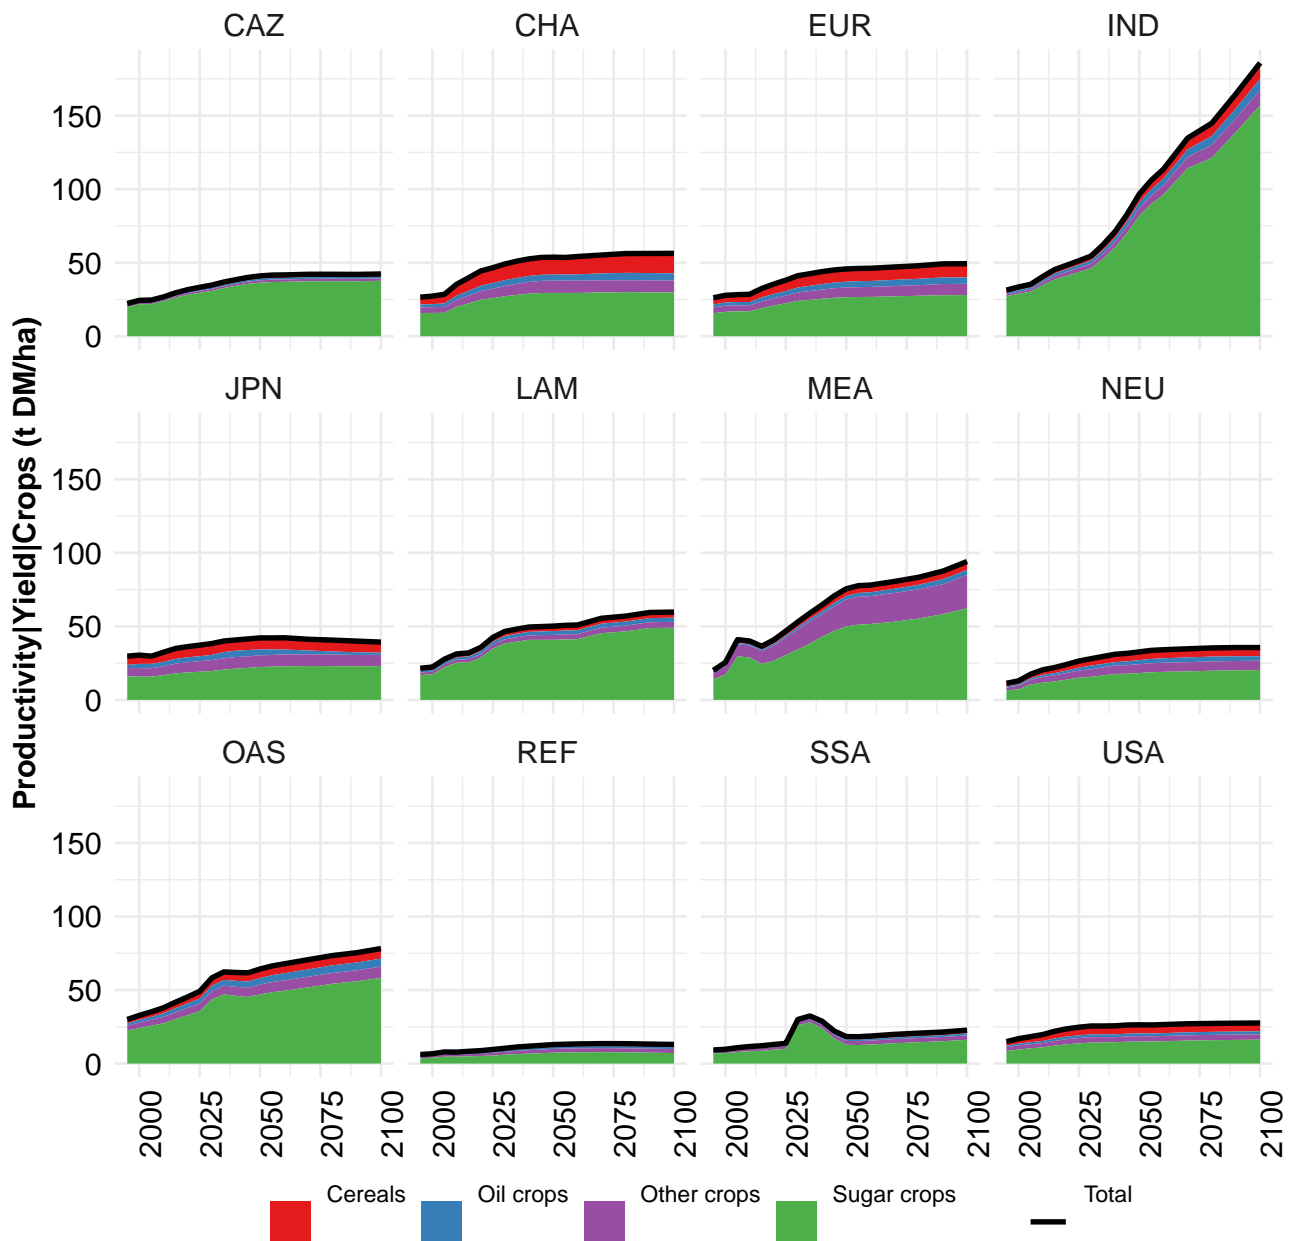 CAZ CHA EUR IND
150
100
50
0
JPN LAM MEA NEU
150
100
50
0
OAS REF SSA USA
150
100
50
0
Productivity|Yield|Crops (t DM/ha)
2000 2025 2050 2075 2100 2000 2025 2050 2075 2100 2000 2025 2050 2075 2100 2000 2025 2050 2075 2100
Cereals Oil crops Other crops Sugar crops Total